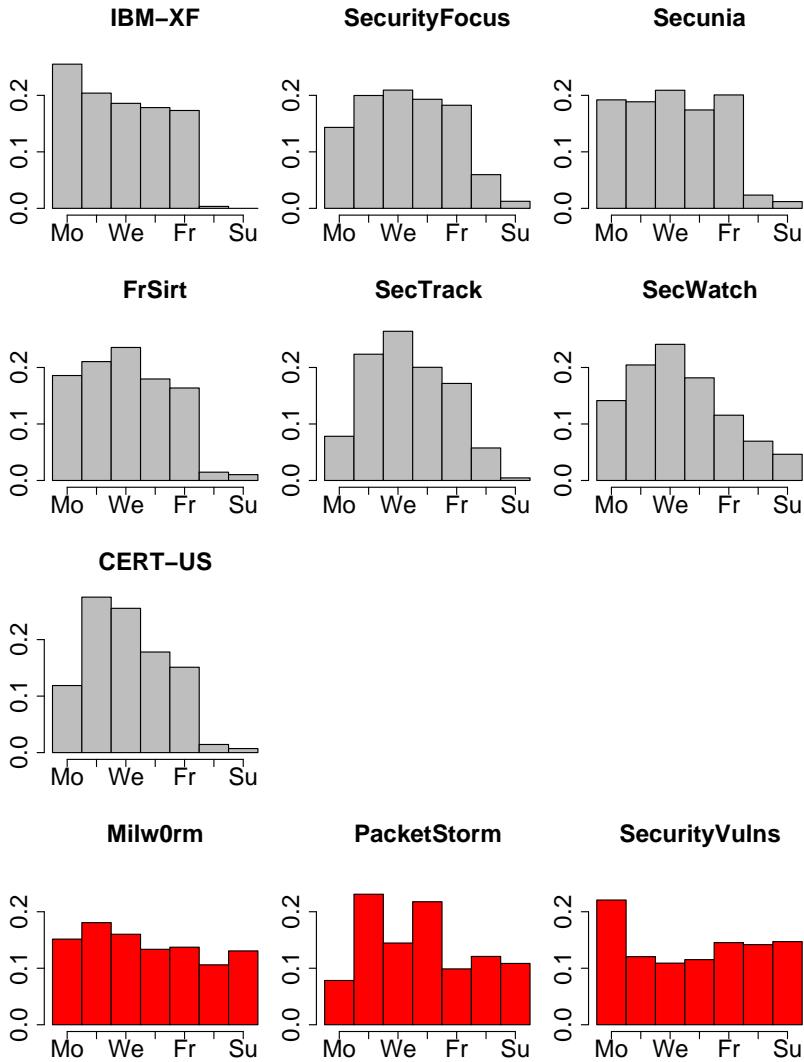 IBM−XF SecurityFocus Secunia
0.0 0.1 0.2 0.0 0.1 0.2 0.0 0.1 0.2
Mo We Fr Su Mo We Fr Su Mo We Fr Su
FrSirt SecTrack SecWatch
0.0 0.1 0.2 0.0 0.1 0.2 0.0 0.1 0.2
Mo We Fr Su Mo We Fr Su Mo We Fr Su
CERT−US
0.0 0.1 0.2
Mo We Fr Su
Milw0rm PacketStorm SecurityVulns
0.0 0.1 0.2 0.0 0.1 0.2 0.0 0.1 0.2
Mo We Fr Su Mo We Fr Su Mo We Fr Su